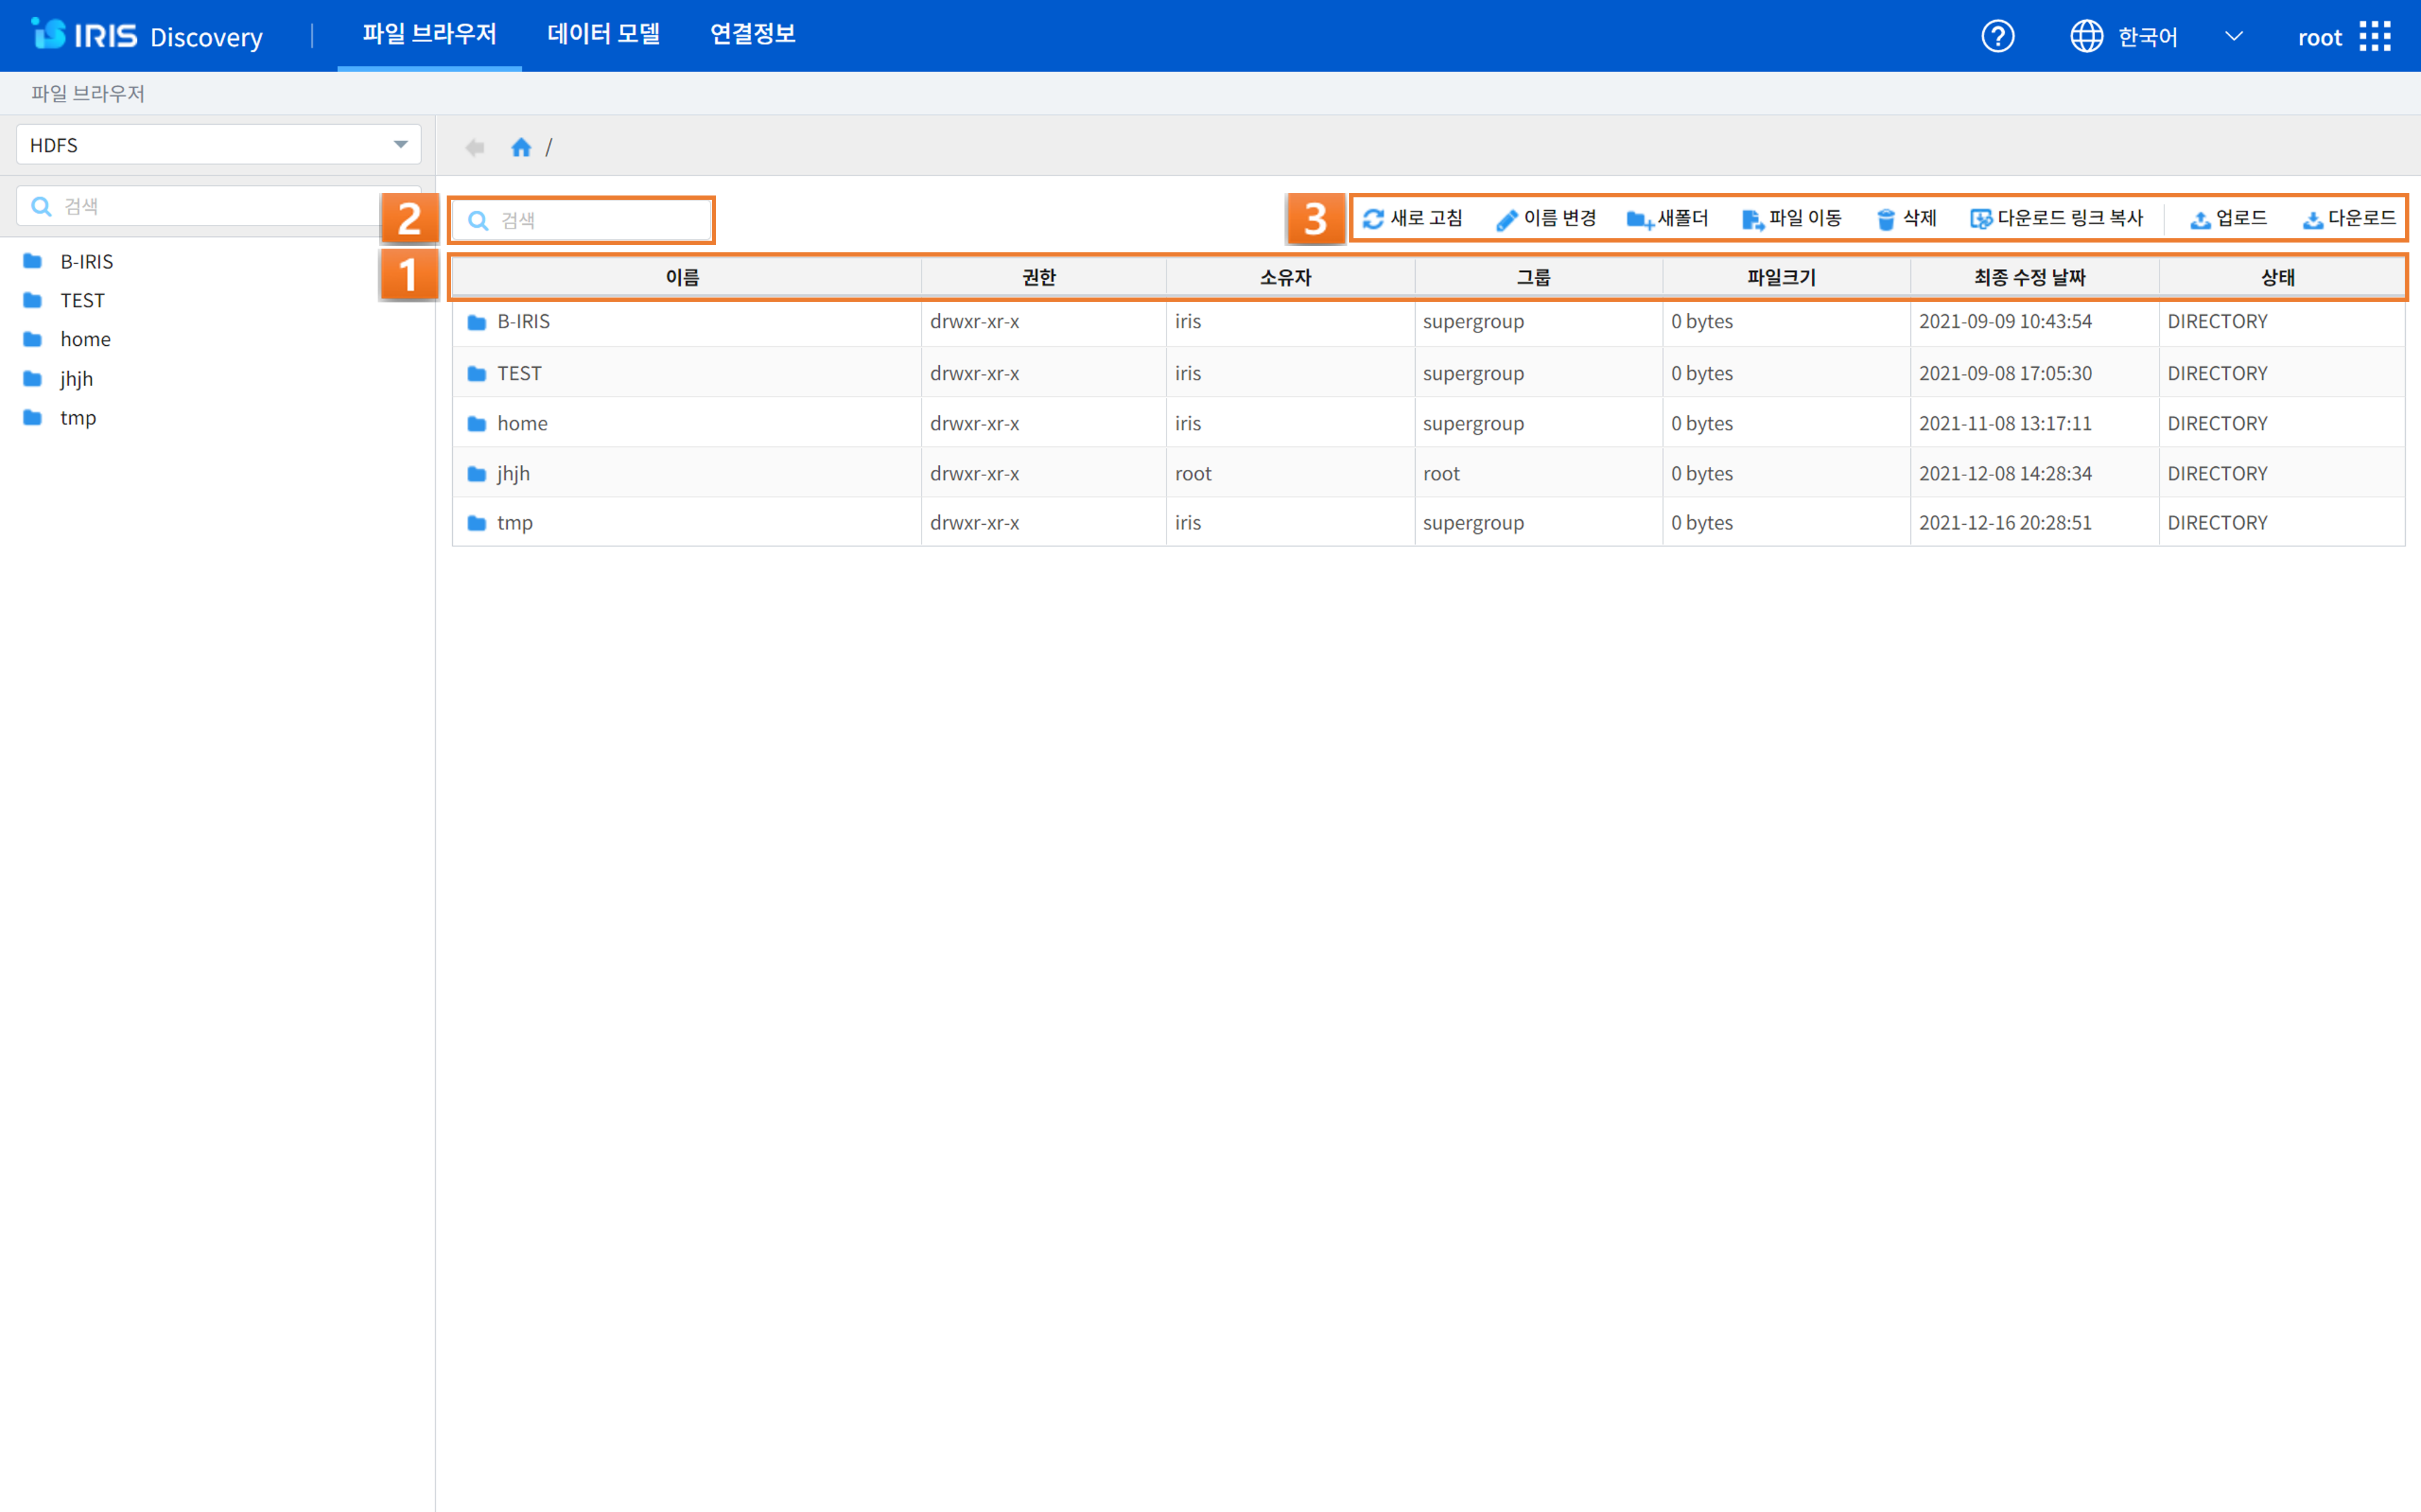 IRIS Discovery 파일 브라우저 데이터 모델 연결정보 한국어 root
파일 브라우저
HDFS
/
검색
2 검색 3 새로 고침 이름 변경 새폴더 파일 이동 삭제 다운로드 링크 복사 업로드 다운로드
B-IRIS
TEST
home
jhjh
tmp
1 이름 권한 소유자 그룹 파일크기 최종 수정 날짜 상태
B-IRIS drwxr-xr-x iris supergroup 0 bytes 2021-09-09 10:43:54 DIRECTORY
TEST drwxr-xr-x iris supergroup 0 bytes 2021-09-08 17:05:30 DIRECTORY
home drwxr-xr-x iris supergroup 0 bytes 2021-11-08 13:17:11 DIRECTORY
jhjh drwxr-xr-x root root 0 bytes 2021-12-08 14:28:34 DIRECTORY
tmp drwxr-xr-x iris supergroup 0 bytes 2021-12-16 20:28:51 DIRECTORY